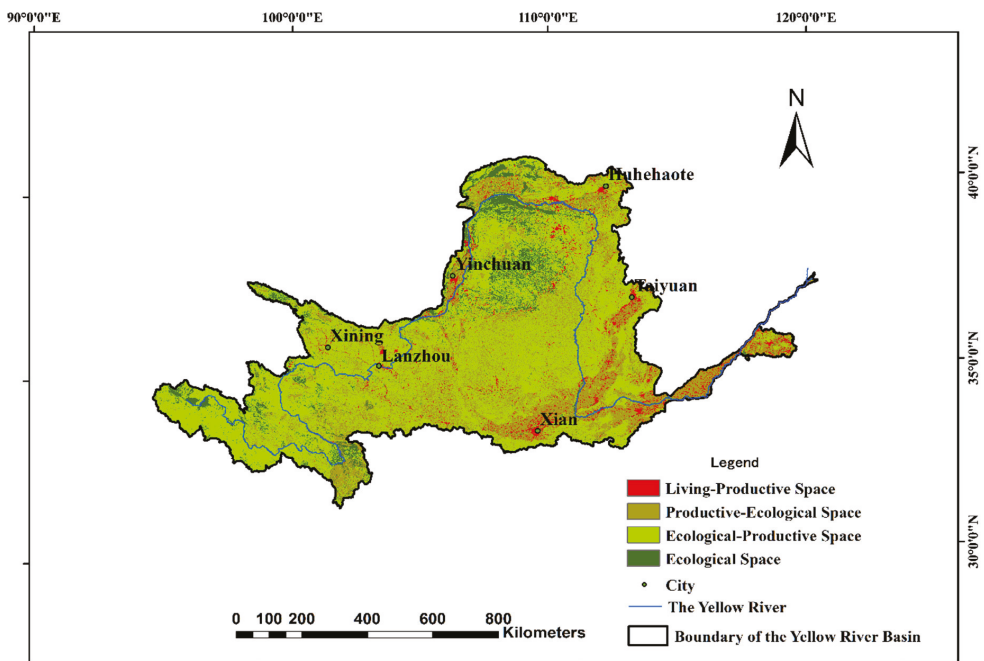 90°0'0"E 100°0'0"E 110°0'0"E 120°0'0"E
N
40°0'0"N
Huhehaote
Yinchuan
Taiyuan
Xining
Lanzhou
35°0'0"N
Xian
Legend
Living-Productive Space
Productive-Ecological Space
Ecological-Productive Space
Ecological Space
30°0'0"N
City
The Yellow River
Boundary of the Yellow River Basin
0 100 200 400 600 800
Kilometers